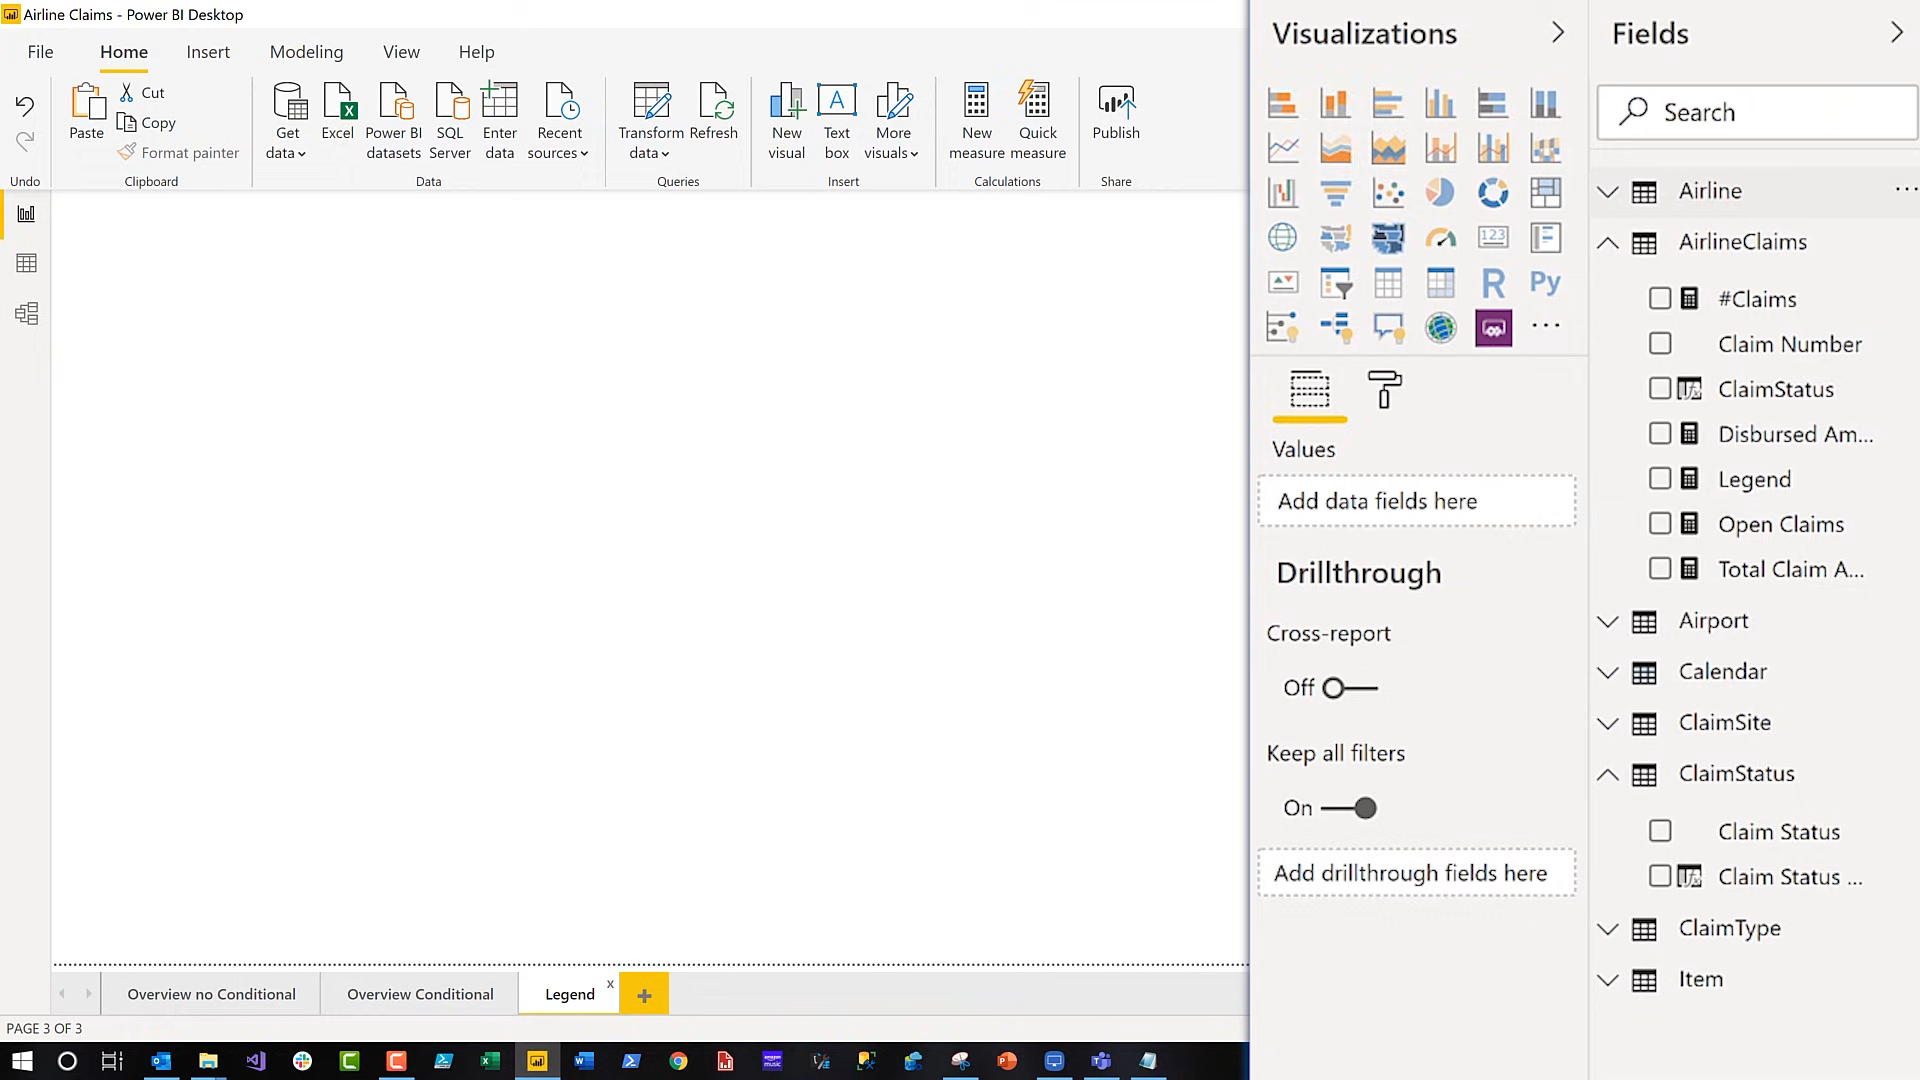 Airline Claims - Power BI Desktop
File Home Insert Modeling View Help
Paste
Cut
Copy
Format painter
Get data
Excel
Power BI datasets
SQL Server
Enter data
Recent sources
Transform data
Refresh
New visual
Text box
More visuals
New measure
Quick measure
Publish
Undo Clipboard Data Queries Insert Calculations Share
Visualizations
123
R
Py
Values
Add data fields here
Drillthrough
Cross-report
Off
Keep all filters
On
Add drillthrough fields here
Fields
Search
Airline
AirlineClaims
#Claims
Claim Number
ClaimStatus
Disbursed Am...
Legend
Open Claims
Total Claim A...
Airport
Calendar
ClaimSite
ClaimStatus
Claim Status
Claim Status ...
ClaimType
Item
Overview no Conditional
Overview Conditional
Legend x
PAGE 3 OF 3